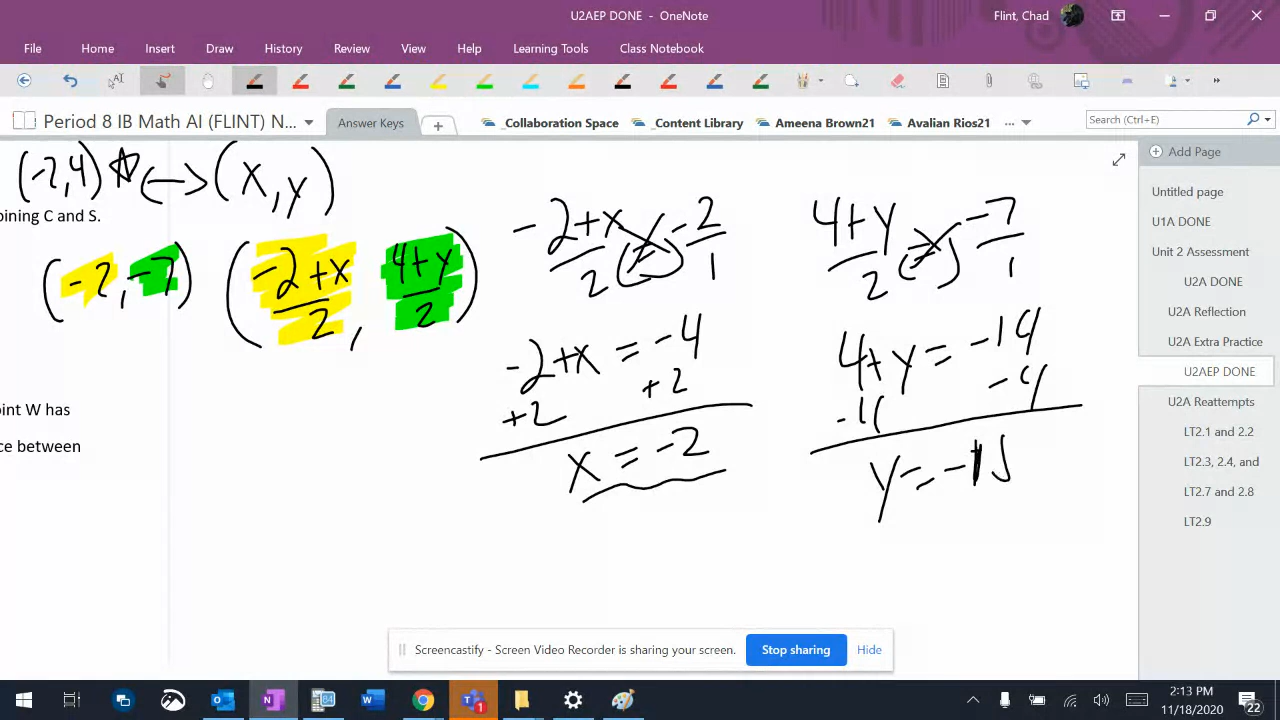 U2AEP DONE - OneNote
Flint, Chad
File Home Insert Draw History Review View Help Learning Tools Class Notebook
Period 8 IB Math AI (FLINT) N...
Answer Keys
_Collaboration Space
_Content Library
Ameena Brown21
Avalian Rios21
Search (Ctrl+E)
Add Page
Untitled page
U1A DONE
Unit 2 Assessment
U2A DONE
U2A Reflection
U2A Extra Practice
U2AEP DONE
U2A Reattempts
LT2.1 and 2.2
LT2.3, 2.4, and
LT2.7 and 2.8
LT2.9
(-2,4) ↔ (x,y)
oining C and S.
(-2, -7) (-2+x/2, 4+y/2)
oint W has
ce between
-2+x/2 = -2/1
-2+x = -4
+2 +2
x = -2
4+y/2 = -7/1
4+y = -14
-4
y = -1
Screencastify - Screen Video Recorder is sharing your screen.
Stop sharing
Hide
2:13 PM
11/18/2020
22